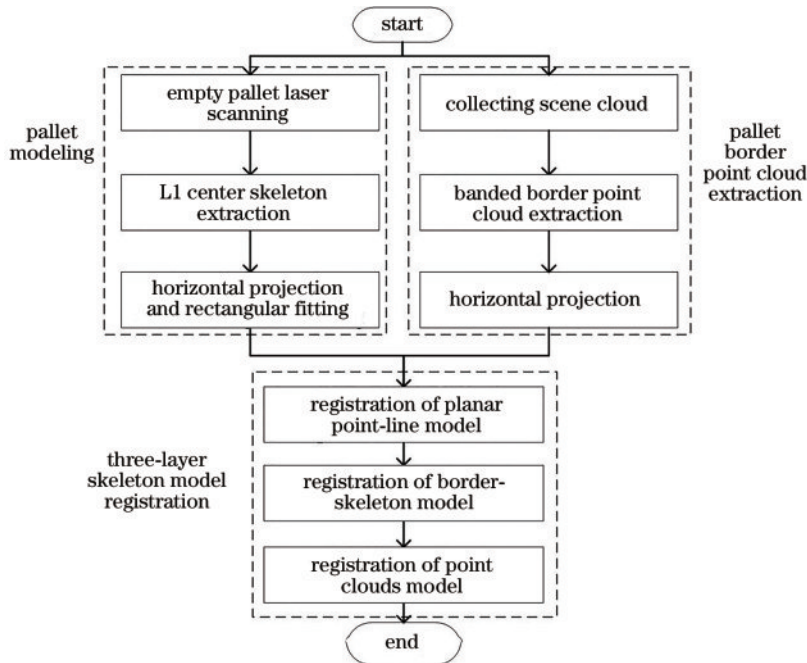 start
pallet
modeling
empty pallet laser
scanning
L1 center skeleton
extraction
horizontal projection
and rectangular fitting
collecting scene cloud
banded border point
cloud extraction
horizontal projection
pallet
border
point cloud
extraction
three-layer
skeleton model
registration
registration of planar
point-line model
registration of border-
skeleton model
registration of point
clouds model
end